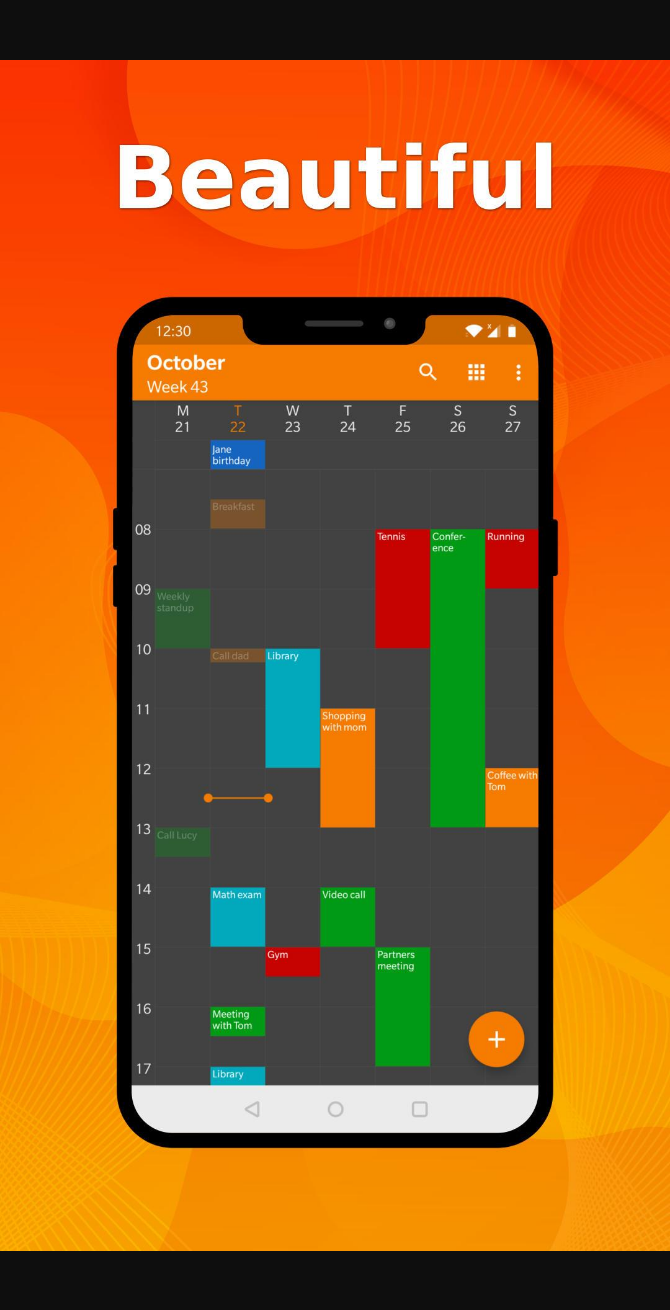 Beautiful
12:30
October
Week 43
M T W T F S S
21 22 23 24 25 26 27
Jane
birthday
Breakfast
08
Tennis
Confer-
ence
Running
09
Weekly
standup
10
Call dad
Library
11
Shopping
with mom
12
Coffee with
Tom
13
Call Lucy
14
Math exam
Video call
15
Gym
Partners
meeting
16
Meeting
with Tom
17
Library